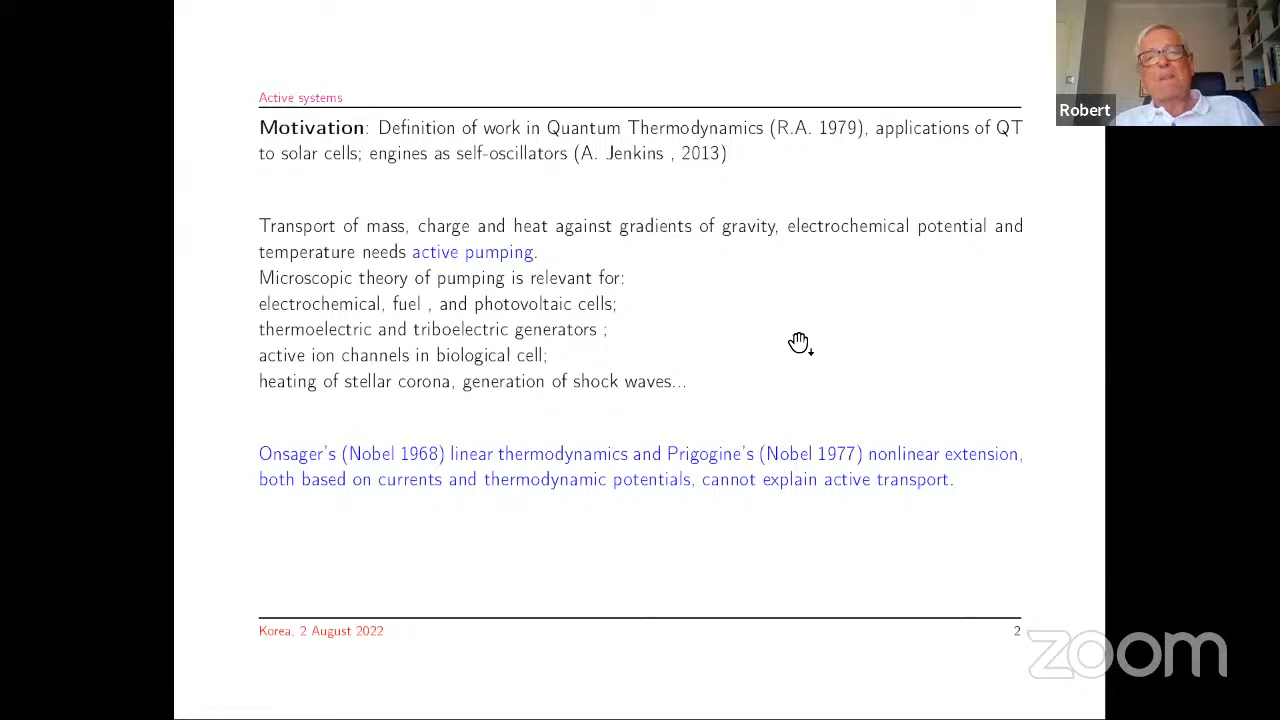 Active systems
Motivation: Definition of work in Quantum Thermodynamics (R.A. 1979), applications of QT
to solar cells; engines as self-oscillators (A. Jenkins , 2013)
Transport of mass, charge and heat against gradients of gravity, electrochemical potential and
temperature needs active pumping.
Microscopic theory of pumping is relevant for:
electrochemical, fuel , and photovoltaic cells;
thermoelectric and triboelectric generators ;
active ion channels in biological cell;
heating of stellar corona, generation of shock waves...
Onsager's (Nobel 1968) linear thermodynamics and Prigogine's (Nobel 1977) nonlinear extension,
both based on currents and thermodynamic potentials, cannot explain active transport.
Korea, 2 August 2022
2
Robert
zoom